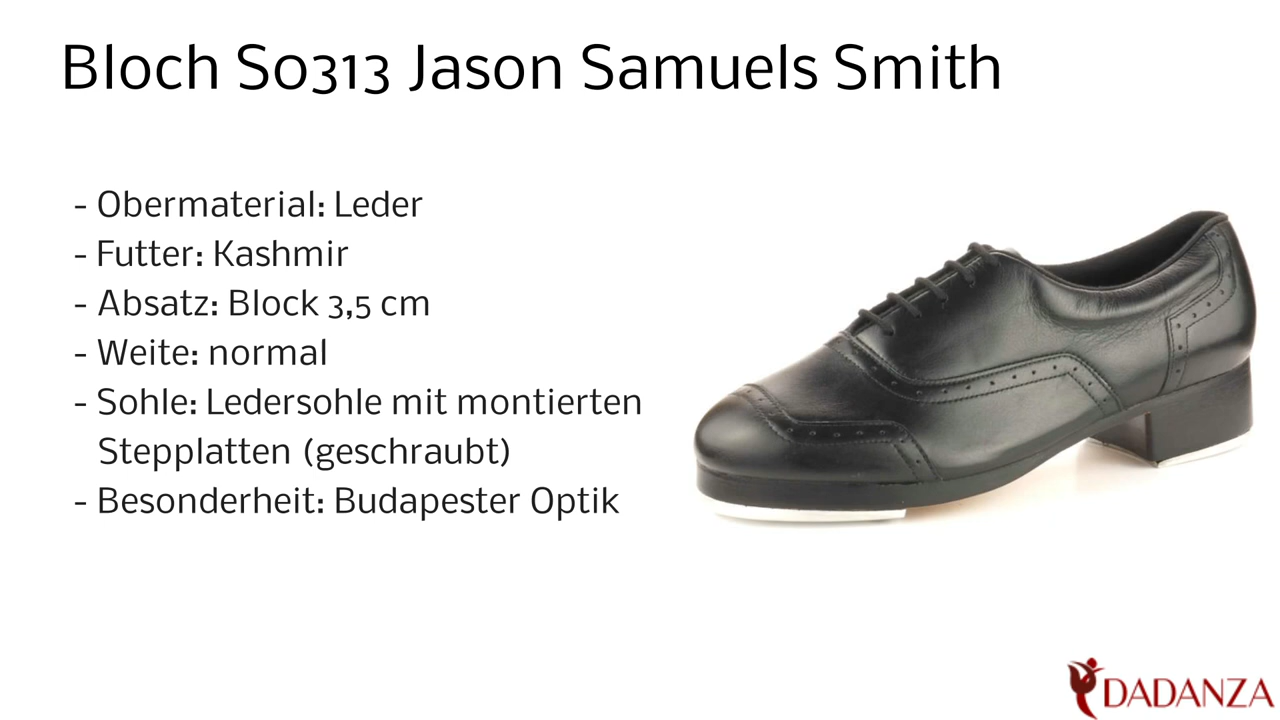 Bloch S0313 Jason Samuels Smith
- Obermaterial: Leder
- Futter: Kashmir
- Absatz: Block 3,5 cm
- Weite: normal
- Sohle: Ledersohle mit montierten
Stepplatten (geschraubt)
- Besonderheit: Budapester Optik
DADANZA